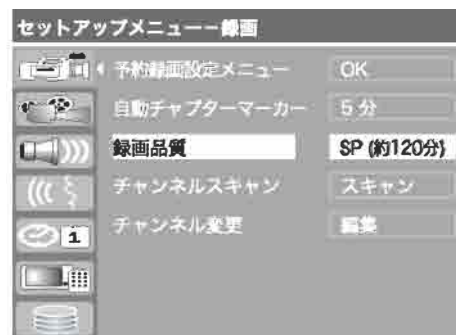 セットアップメニュー－録画
予約録画設定メニュー OK
自動チャプターマーカー 5 分
録画品質 SP (約120分)
チャンネルスキャン スキャン
チャンネル変更 編集
1